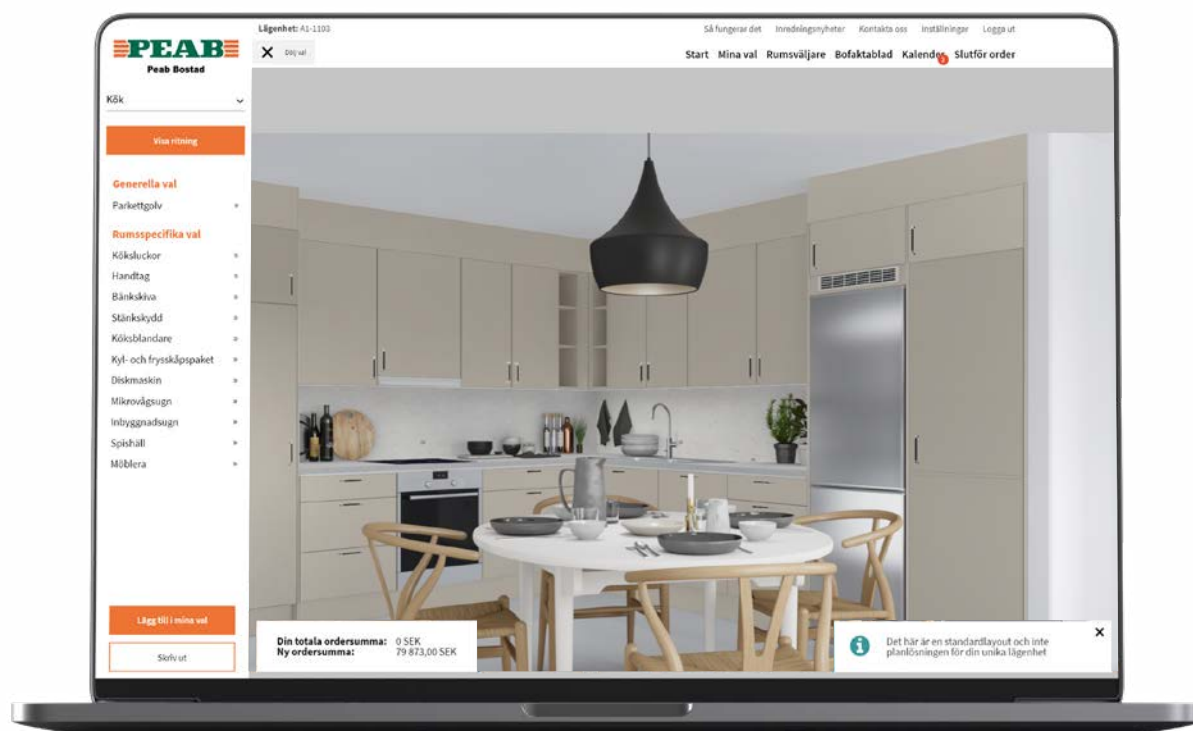 PEAB
Peab Bostad
Lägenhet: A1-1103
Dölj val
Så fungerar det Inredningsnyheter Kontakta oss Inställningar Logga ut
Start Mina val Rumsväljare Bofaktablad Kalender Slutför order
Kök
Visa ritning
Generella val
Parkettgolv
Rumsspecifika val
Köksluckor
Handtag
Bänkskiva
Stänkskydd
Köksblandare
Kyl- och frysskåpspaket
Diskmaskin
Mikrovågsugn
Inbyggnadsugn
Spishäll
Möblera
Lägg till i mina val
Skriv ut
Din totala ordersumma: 0 SEK
Ny ordersumma: 79 873,00 SEK
Det här är en standardlayout och inte
planlösningen för din unika lägenhet